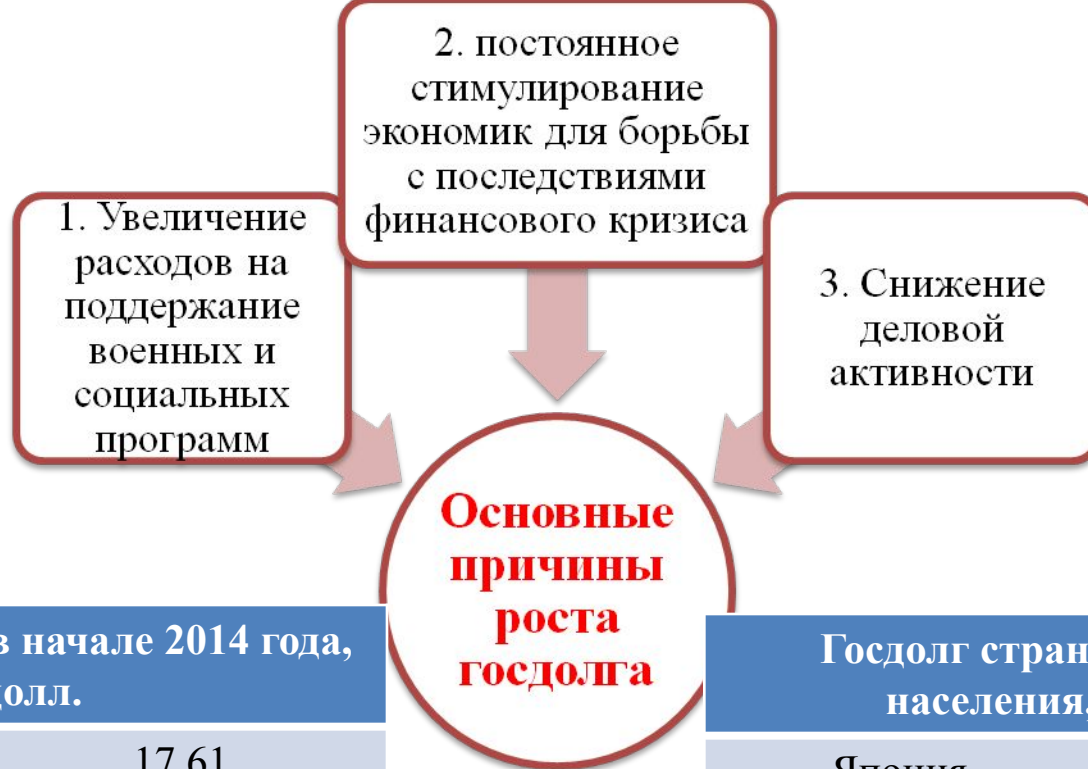 2. постоянное
стимулирование
экономик для борьбы
с последствиями
финансового кризиса
1. Увеличение
расходов на
поддержание
военных и
социальных
программ
3. Снижение
деловой
активности
Основные
причины
роста
госдолга
в начале 2014 года,
долл.
17,61
Госдолг стран
населения,
Япония